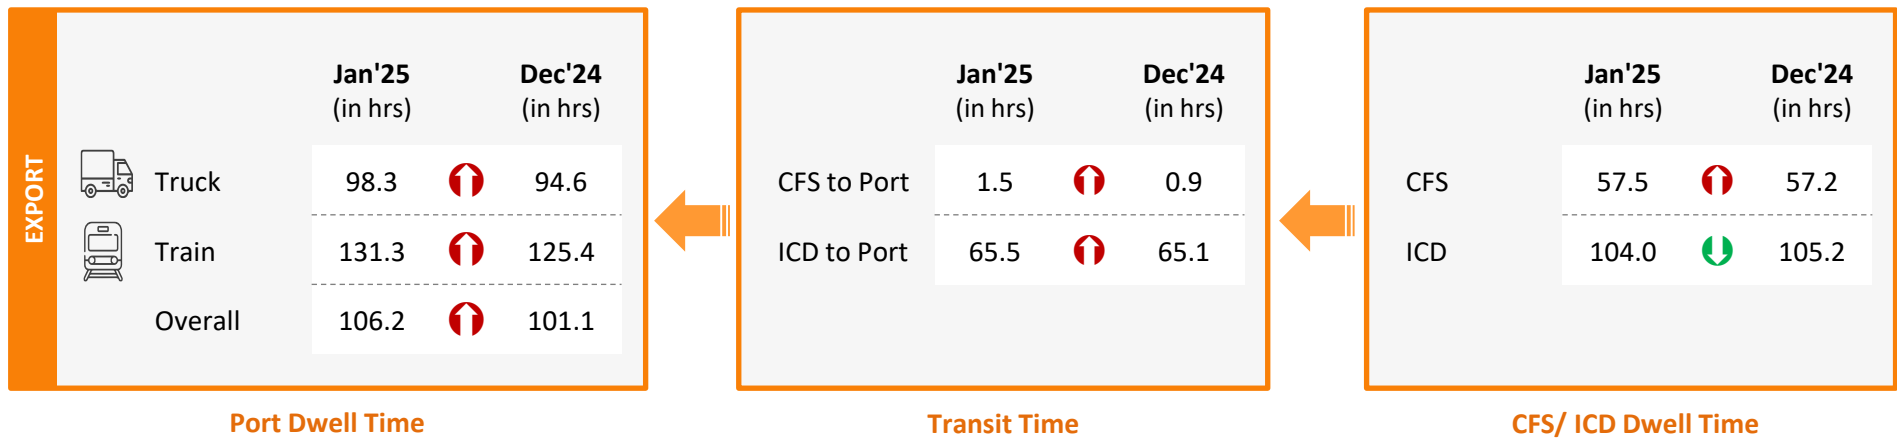 EXPORT
Jan'25 Dec'24
(in hrs) (in hrs)
Truck 98.3 94.6
Train 131.3 125.4
Overall 106.2 101.1
Port Dwell Time
Jan'25 Dec'24
(in hrs) (in hrs)
CFS to Port 1.5 0.9
ICD to Port 65.5 65.1
Transit Time
Jan'25 Dec'24
(in hrs) (in hrs)
CFS 57.5 57.2
ICD 104.0 105.2
CFS/ ICD Dwell Time